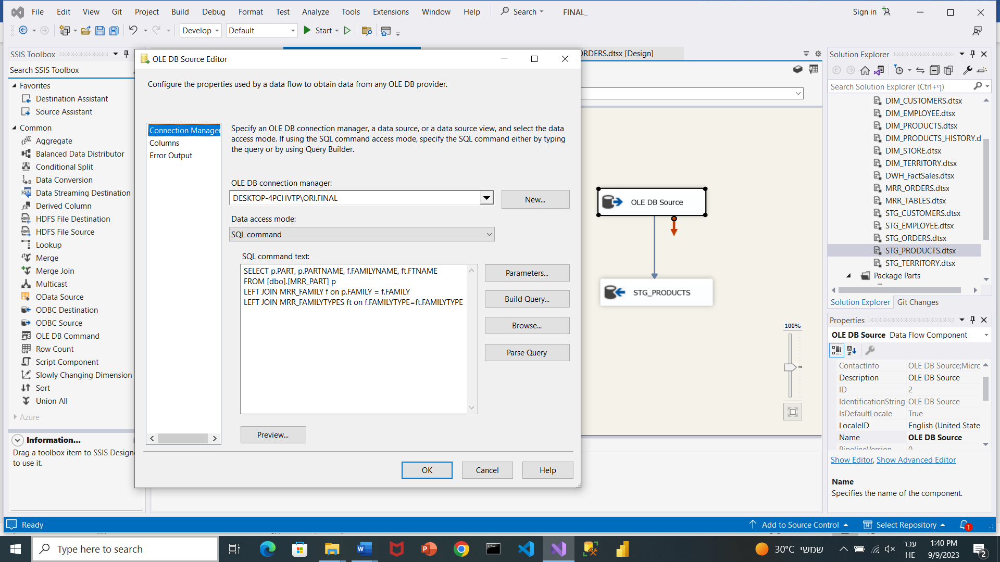 File Edit View Git Project Build Debug Format Test Analyze Tools Extensions Window Help Search FINAL_ Sign in
Develop Default Start
SSIS Toolbox
Search SSIS Toolbox
Favorites
Destination Assistant
Source Assistant
Common
Aggregate
Balanced Data Distributor
Conditional Split
Data Conversion
Data Streaming Destination
Derived Column
HDFS File Destination
HDFS File Source
Lookup
Merge
Merge Join
Multicast
OData Source
ODBC Destination
ODBC Source
OLE DB Command
Row Count
Script Component
Slowly Changing Dimension
Sort
Union All
Azure
Information...
Drag a toolbox item to SSIS Design
to use it.
OLE DB Source Editor
Configure the properties used by a data flow to obtain data from any OLE DB provider.
Connection Manager
Columns
Error Output
Specify an OLE DB connection manager, a data source, or a data source view, and select the data
access mode. If using the SQL command access mode, specify the SQL command either by typing
the query or by using Query Builder.
OLE DB connection manager:
DESKTOP-4PCHVTP\ORI.FINAL
New...
Data access mode:
SQL command
SQL command text:
SELECT p.PART, p.PARTNAME, f.FAMILYNAME, ft.FTNAME
FROM [dbo].[MRR_PART] p
LEFT JOIN MRR_FAMILY f on p.FAMILY = f.FAMILY
LEFT JOIN MRR_FAMILYTYPES ft on f.FAMILYTYPE=ft.FAMILYTYPE
Parameters...
Build Query...
Browse...
Parse Query
Preview...
OK Cancel Help
ORDERS.dtsx [Design]
OLE DB Source
STG_PRODUCTS
100%
Solution Explorer
Search Solution Explorer (Ctrl+ף)
DIM_CUSTOMERS.dtsx
DIM_EMPLOYEE.dtsx
DIM_PRODUCTS.dtsx
DIM_PRODUCTS_HISTORY.d
DIM_STORE.dtsx
DIM_TERRITORY.dtsx
DWH_FactSales.dtsx
MRR_ORDERS.dtsx
MRR_TABLES.dtsx
STG_CUSTOMERS.dtsx
STG_EMPLOYEE.dtsx
STG_ORDERS.dtsx
STG_PRODUCTS.dtsx
STG_TERRITORY.dtsx
Package Parts
Solution Explorer Git Changes
Properties
OLE DB Source Data Flow Component
ContactInfo OLE DB Source;Micro
Description OLE DB Source
ID 2
IdentificationString OLE DB Source
IsDefaultLocale True
LocaleID English (United State
Name OLE DB Source
PipelineVersion 0
Show Editor, Show Advanced Editor
Name
Specifies the name of the component.
Ready
Add to Source Control Select Repository 1
Type here to search
30°C שמשי
עבר
HE
1:40 PM
9/9/2023
2